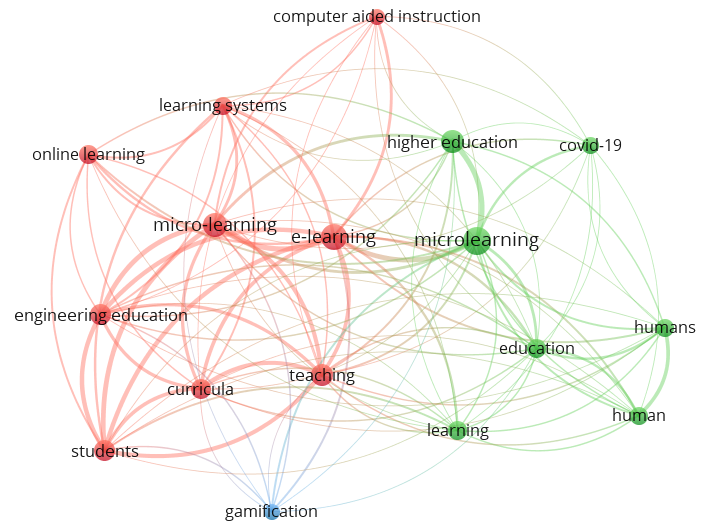 computer aided instruction
learning systems
higher education
covid-19
online learning
micro-learning
e-learning
microlearning
engineering education
humans
education
teaching
curricula
human
learning
students
gamification